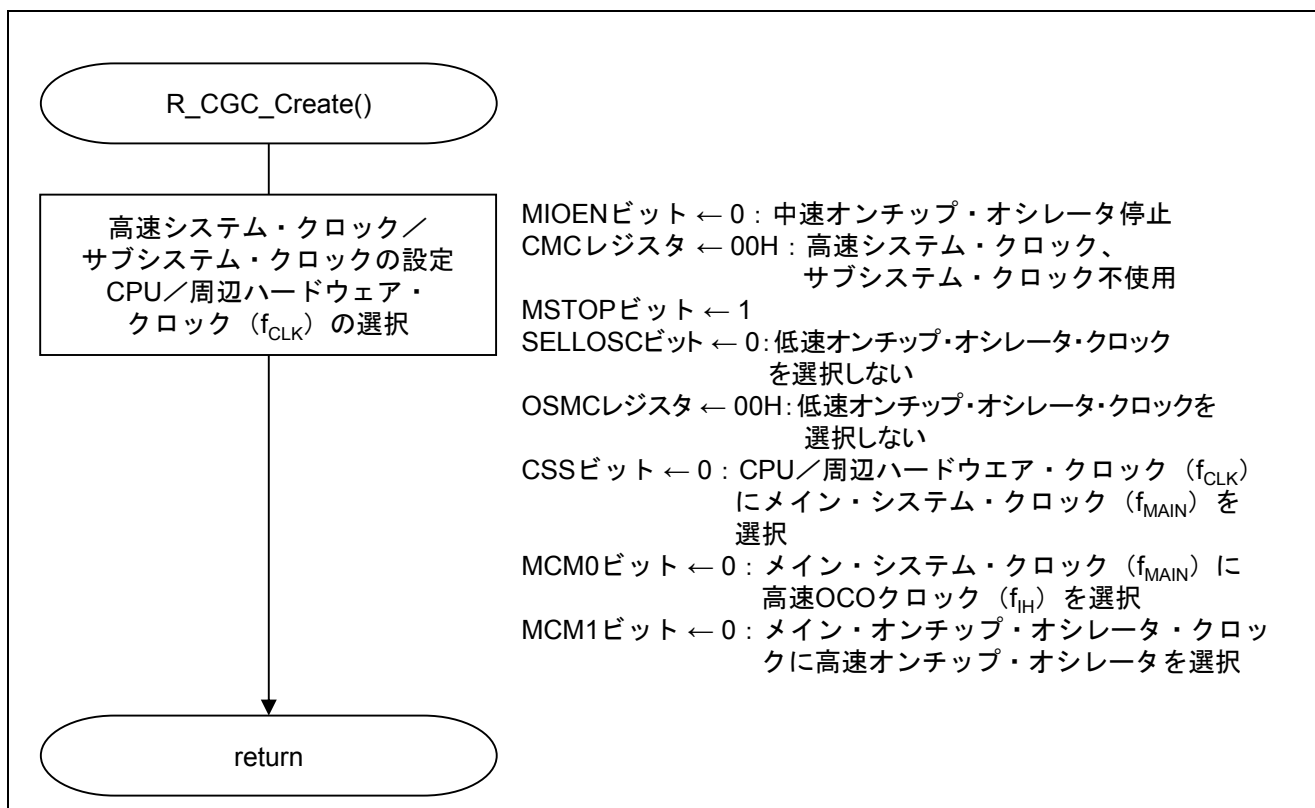 R_CGC_Create()
高速システム・クロック／
サブシステム・クロックの設定
CPU／周辺ハードウェア・
クロック（fCLK）の選択
MIOENビット ← 0：中速オンチップ・オシレータ停止
CMCレジスタ ← 00H：高速システム・クロック、
サブシステム・クロック不使用
MSTOPビット ← 1
SELLOSCビット ← 0：低速オンチップ・オシレータ・クロック
を選択しない
OSMCレジスタ ← 00H：低速オンチップ・オシレータ・クロックを
選択しない
CSSビット ← 0：CPU／周辺ハードウエア・クロック（fCLK）
にメイン・システム・クロック（fMAIN）を
選択
MCM0ビット ← 0：メイン・システム・クロック（fMAIN）に
高速OCOクロック（fIH）を選択
MCM1ビット ← 0：メイン・オンチップ・オシレータ・クロッ
クに高速オンチップ・オシレータを選択
return